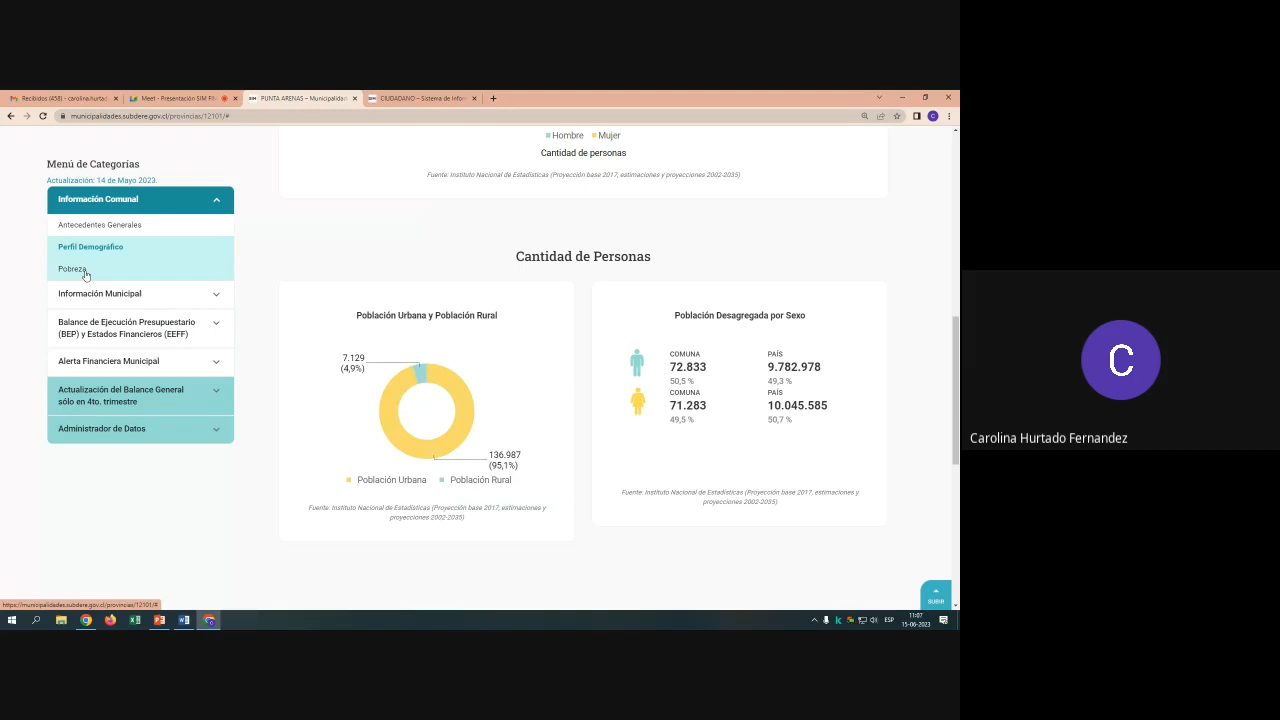 Recibidos (458) - carolina.hurtad
Meet - Presentación SIM FIM
SIM PUNTA ARENAS – Municipalidad
SIM CIUDADANO – Sistema de Infor
municipalidades.subdere.gov.cl/provincias/12101/#
C
Menú de Categorías
Actualización: 14 de Mayo 2023.
Información Comunal
Antecedentes Generales
Perfil Demográfico
Pobreza
Información Municipal
Balance de Ejecución Presupuestario
(BEP) y Estados Financieros (EEFF)
Alerta Financiera Municipal
Actualización del Balance General
sólo en 4to. trimestre
Administrador de Datos
Hombre Mujer
Cantidad de personas
Fuente: Instituto Nacional de Estadísticas (Proyección base 2017, estimaciones y proyecciones 2002-2035)
Cantidad de Personas
Población Urbana y Población Rural
7.129
(4,9%)
136.987
(95,1%)
Población Urbana Población Rural
Fuente: Instituto Nacional de Estadísticas (Proyección base 2017, estimaciones y
proyecciones 2002-2035)
Población Desagregada por Sexo
COMUNA PAÍS
72.833 9.782.978
50,5 % 49,3 %
COMUNA PAÍS
71.283 10.045.585
49,5 % 50,7 %
Fuente: Instituto Nacional de Estadísticas (Proyección base 2017, estimaciones y
proyecciones 2002-2035)
SUBIR
https://municipalidades.subdere.gov.cl/provincias/12101/#
ESP
11:07
15-06-2023
C
Carolina Hurtado Fernandez